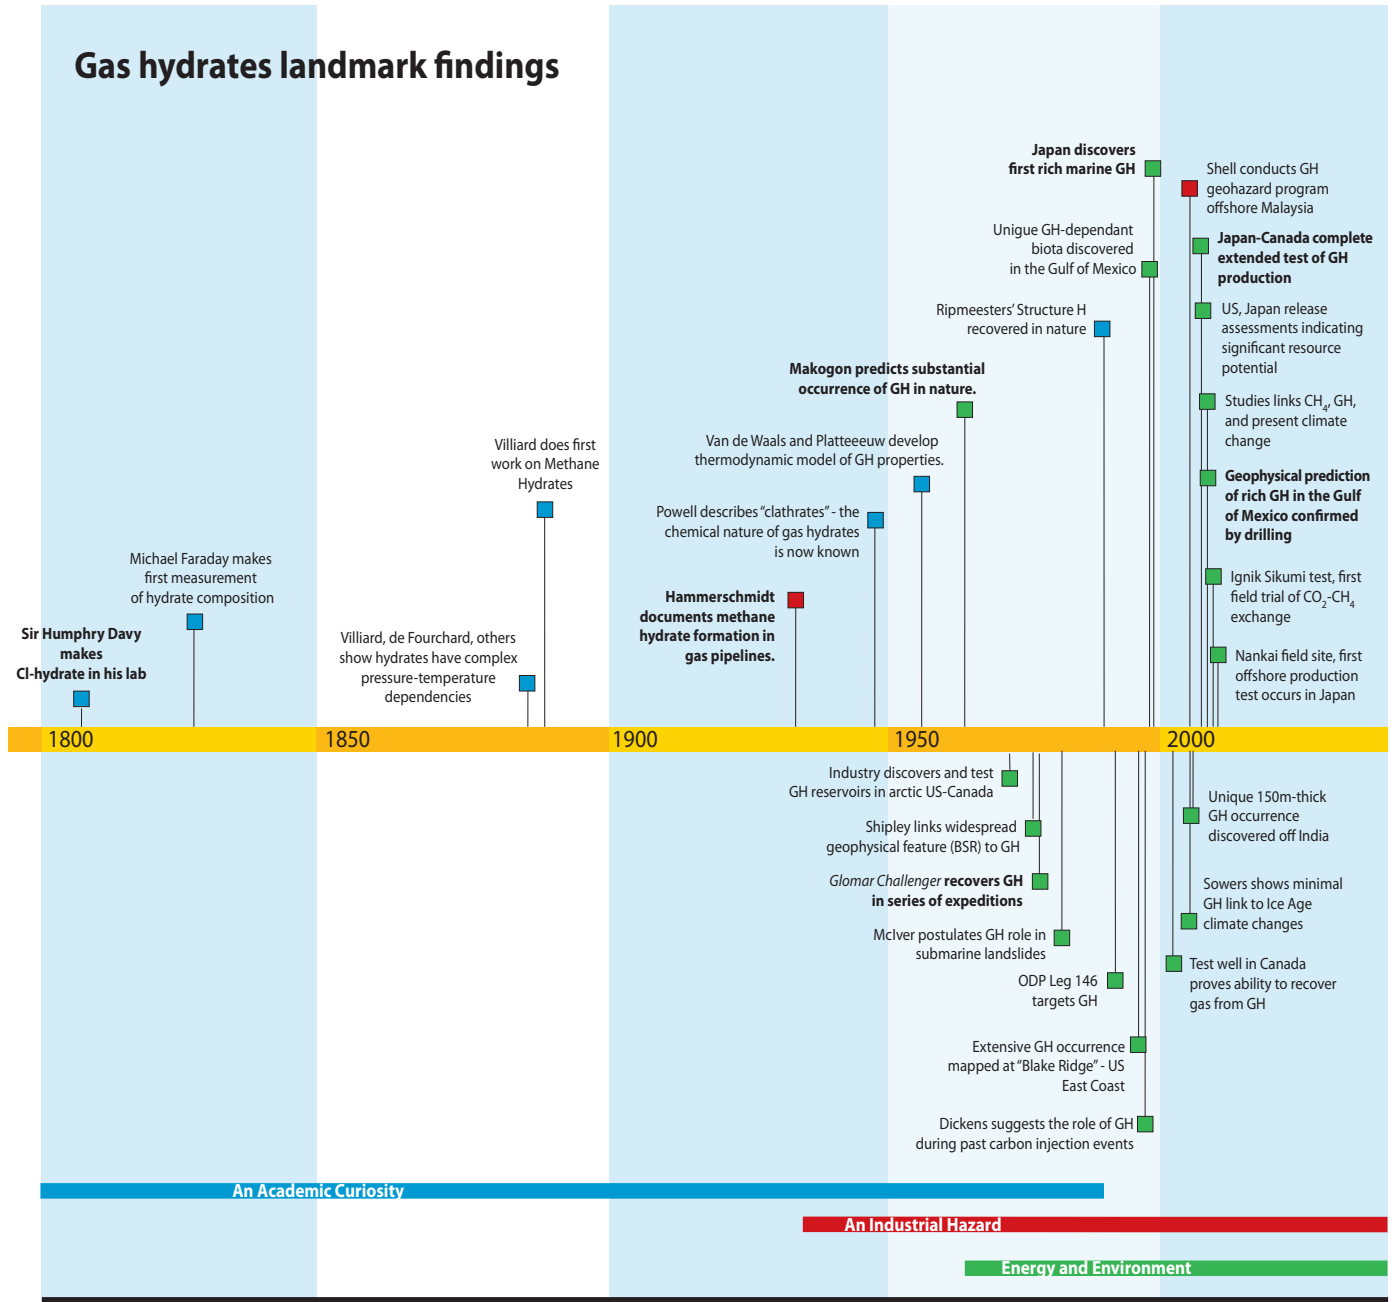 Gas hydrates landmark findings
Japan discovers
first rich marine GH
Shell conducts GH
geohazard program
offshore Malaysia
Unique GH-dependant
biota discovered
in the Gulf of Mexico
Japan-Canada complete
extended test of GH
production
Ripmeesters' Structure H
recovered in nature
US, Japan release
assessments indicating
significant resource
potential
Makogon predicts substantial
occurrence of GH in nature.
Studies links CH₄, GH,
and present climate
change
Van de Waals and Platteeeuw develop
thermodynamic model of GH properties.
Villiard does first
work on Methane
Hydrates
Geophysical prediction
of rich GH in the Gulf
of Mexico confirmed
by drilling
Powell describes "clathrates" - the
chemical nature of gas hydrates
is now known
Michael Faraday makes
first measurement
of hydrate composition
Ignik Sikumi test, first
field trial of CO₂-CH₄
exchange
Hammerschmidt
documents methane
hydrate formation in
gas pipelines.
Sir Humphry Davy
makes
Cl-hydrate in his lab
Villiard, de Fourchard, others
show hydrates have complex
pressure-temperature
dependencies
Nankai field site, first
offshore production
test occurs in Japan
1800 1850 1900 1950 2000
Industry discovers and test
GH reservoirs in arctic US-Canada
Unique 150m-thick
GH occurrence
discovered off India
Shipley links widspread
geophysical feature (BSR) to GH
Glomar Challenger recovers GH
in series of expeditions
Sowers shows minimal
GH link to Ice Age
climate changes
McIver postulates GH role in
submarine landslides
Test well in Canada
proves ability to recover
gas from GH
ODP Leg 146
targets GH
Extensive GH occurrence
mapped at "Blake Ridge" - US
East Coast
Dickens suggests the role of GH
during past carbon injection events
An Academic Curiosity
An Industrial Hazard
Energy and Environment